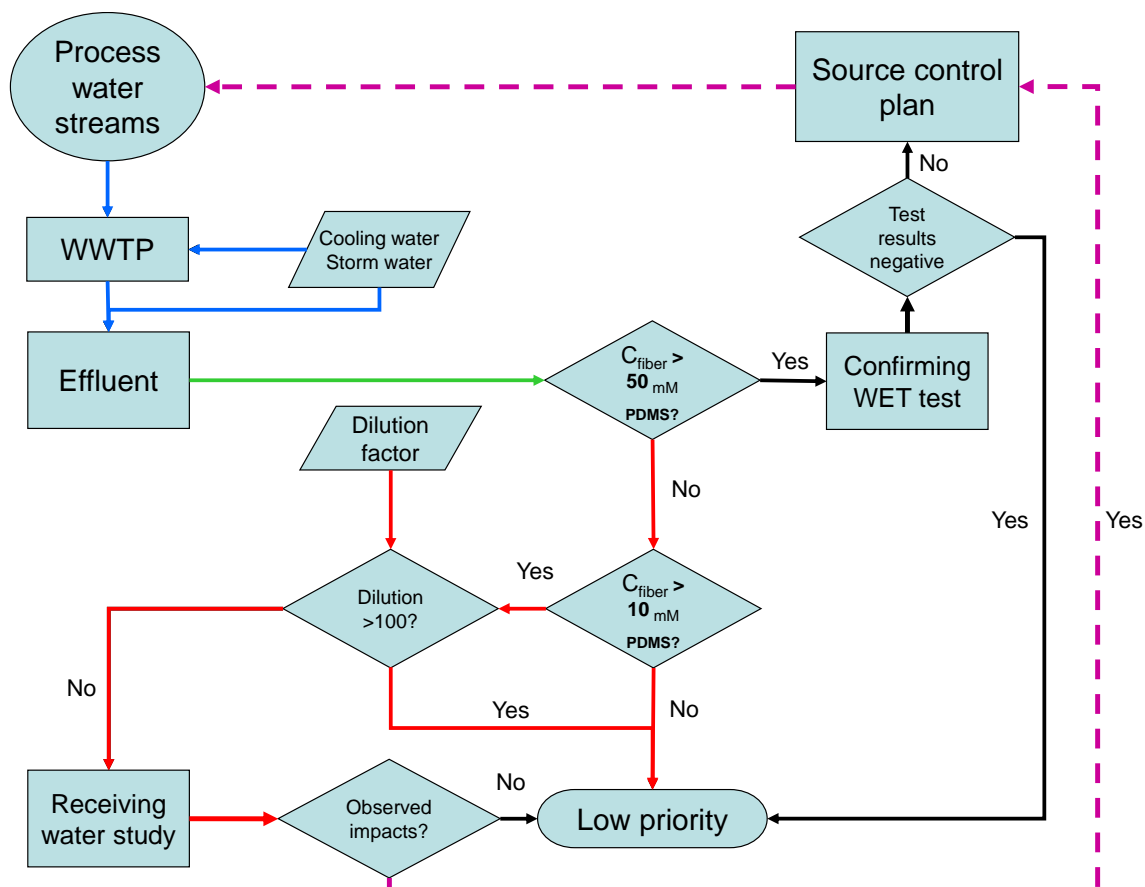 Process
water
streams
Source control
plan
No
Test
results
negative
WWTP
Cooling water
Storm water
Effluent
C fiber >
50 mM
PDMS?
Yes
Confirming
WET test
Dilution
factor
No
Yes
Yes
Yes
Dilution
>100?
C fiber >
10 mM
PDMS?
No
Yes
No
Receiving
water study
Observed
impacts?
No
Low priority